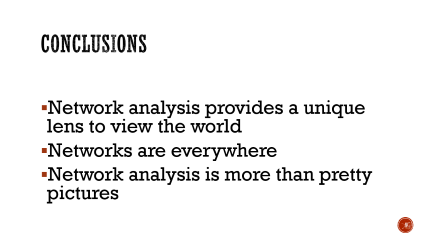 CONCLUSIONS
▪Network analysis provides a unique
lens to view the world
▪Networks are everywhere
▪Network analysis is more than pretty
pictures